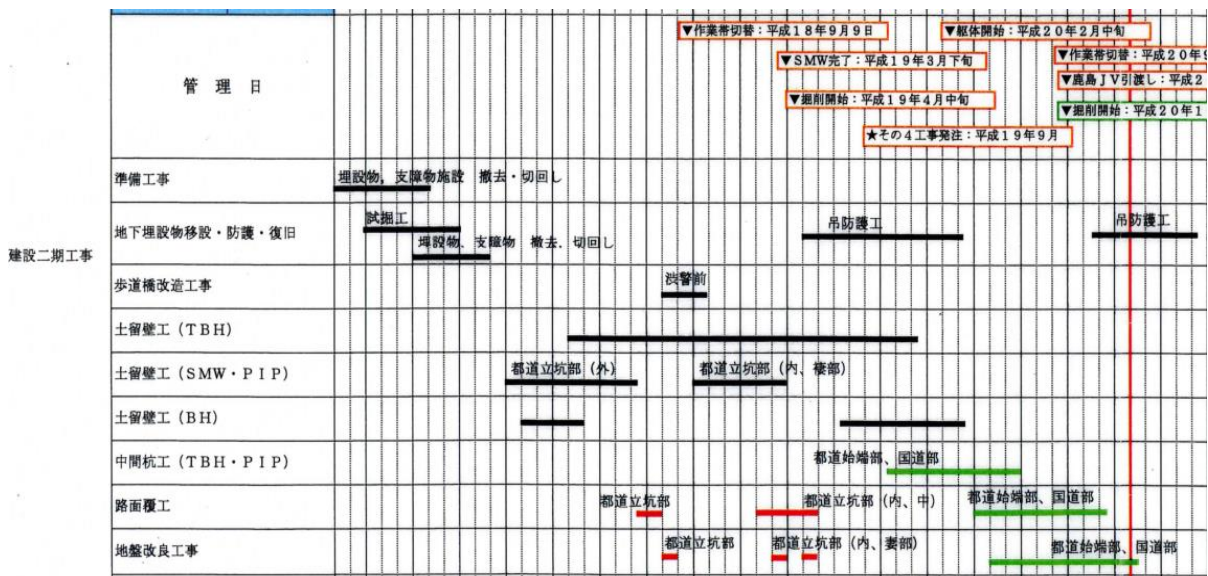 ▼作業帯切替：平成18年9月9日
▼躯体開始：平成20年2月中旬
▼SMW完了：平成19年3月下旬
▼作業帯切替：平成20年9
▼掘削開始：平成19年4月中旬
▼鹿島JV引渡し：平成2
▼掘削開始：平成20年1
★その4工事発注：平成19年9月
管理日
建設二期工事
準備工事
埋設物，支障物施設　撤去・切回し
地下埋設物移設・防護・復旧
試掘工
埋設物、支障物　撤去．切回し
吊防護工
吊防護工
歩道橋改造工事
渋警前
土留壁工（TBH）
土留壁工（SMW・PIP）
都道立坑部（外）
都道立坑部（内、褄部）
土留壁工（BH）
中間杭工（TBH・PIP）
都道始端部、国道部
路面覆工
都道立坑部
都道立坑部（内、中）
都道始端部、国道部
地盤改良工事
都道立坑部
都道立坑部（内、妻部）
都道始端部、国道部